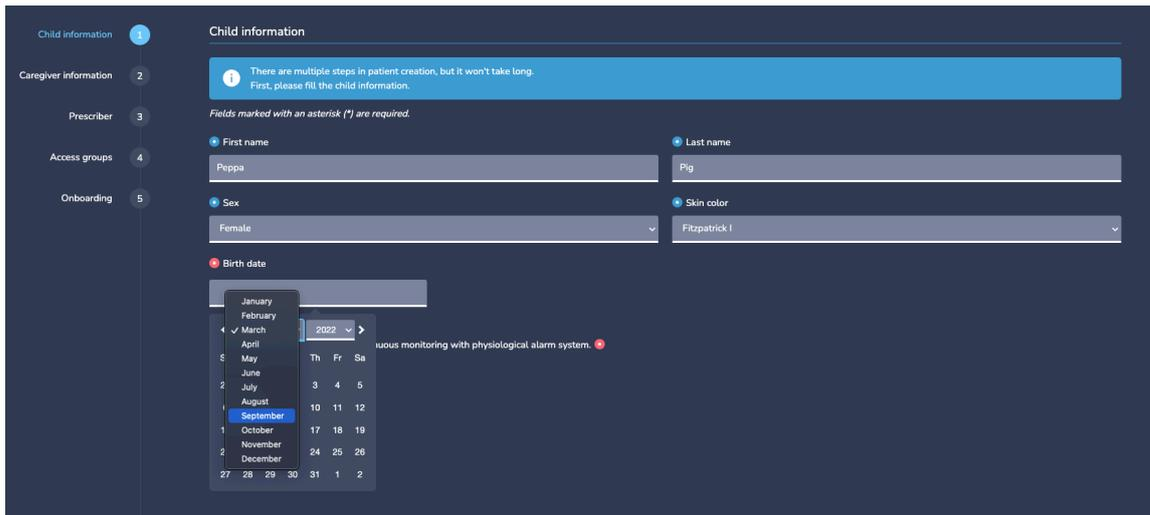 Child information 1
Caregiver information 2
Prescriber 3
Access groups 4
Onboarding 5
Child information
There are multiple steps in patient creation, but it won't take long.
First, please fill the child information.
Fields marked with an asterisk (*) are required.
First name
Last name
Peppa
Pig
Sex
Skin color
Female
Fitzpatrick I
Birth date
January
February
✓ March
April
May
June
July
August
September
October
November
December
2022
monitoring with physiological alarm system.
Th Fr Sa
3 4 5
10 11 12
17 18 19
24 25 26
27 28 29 30 31 1 2